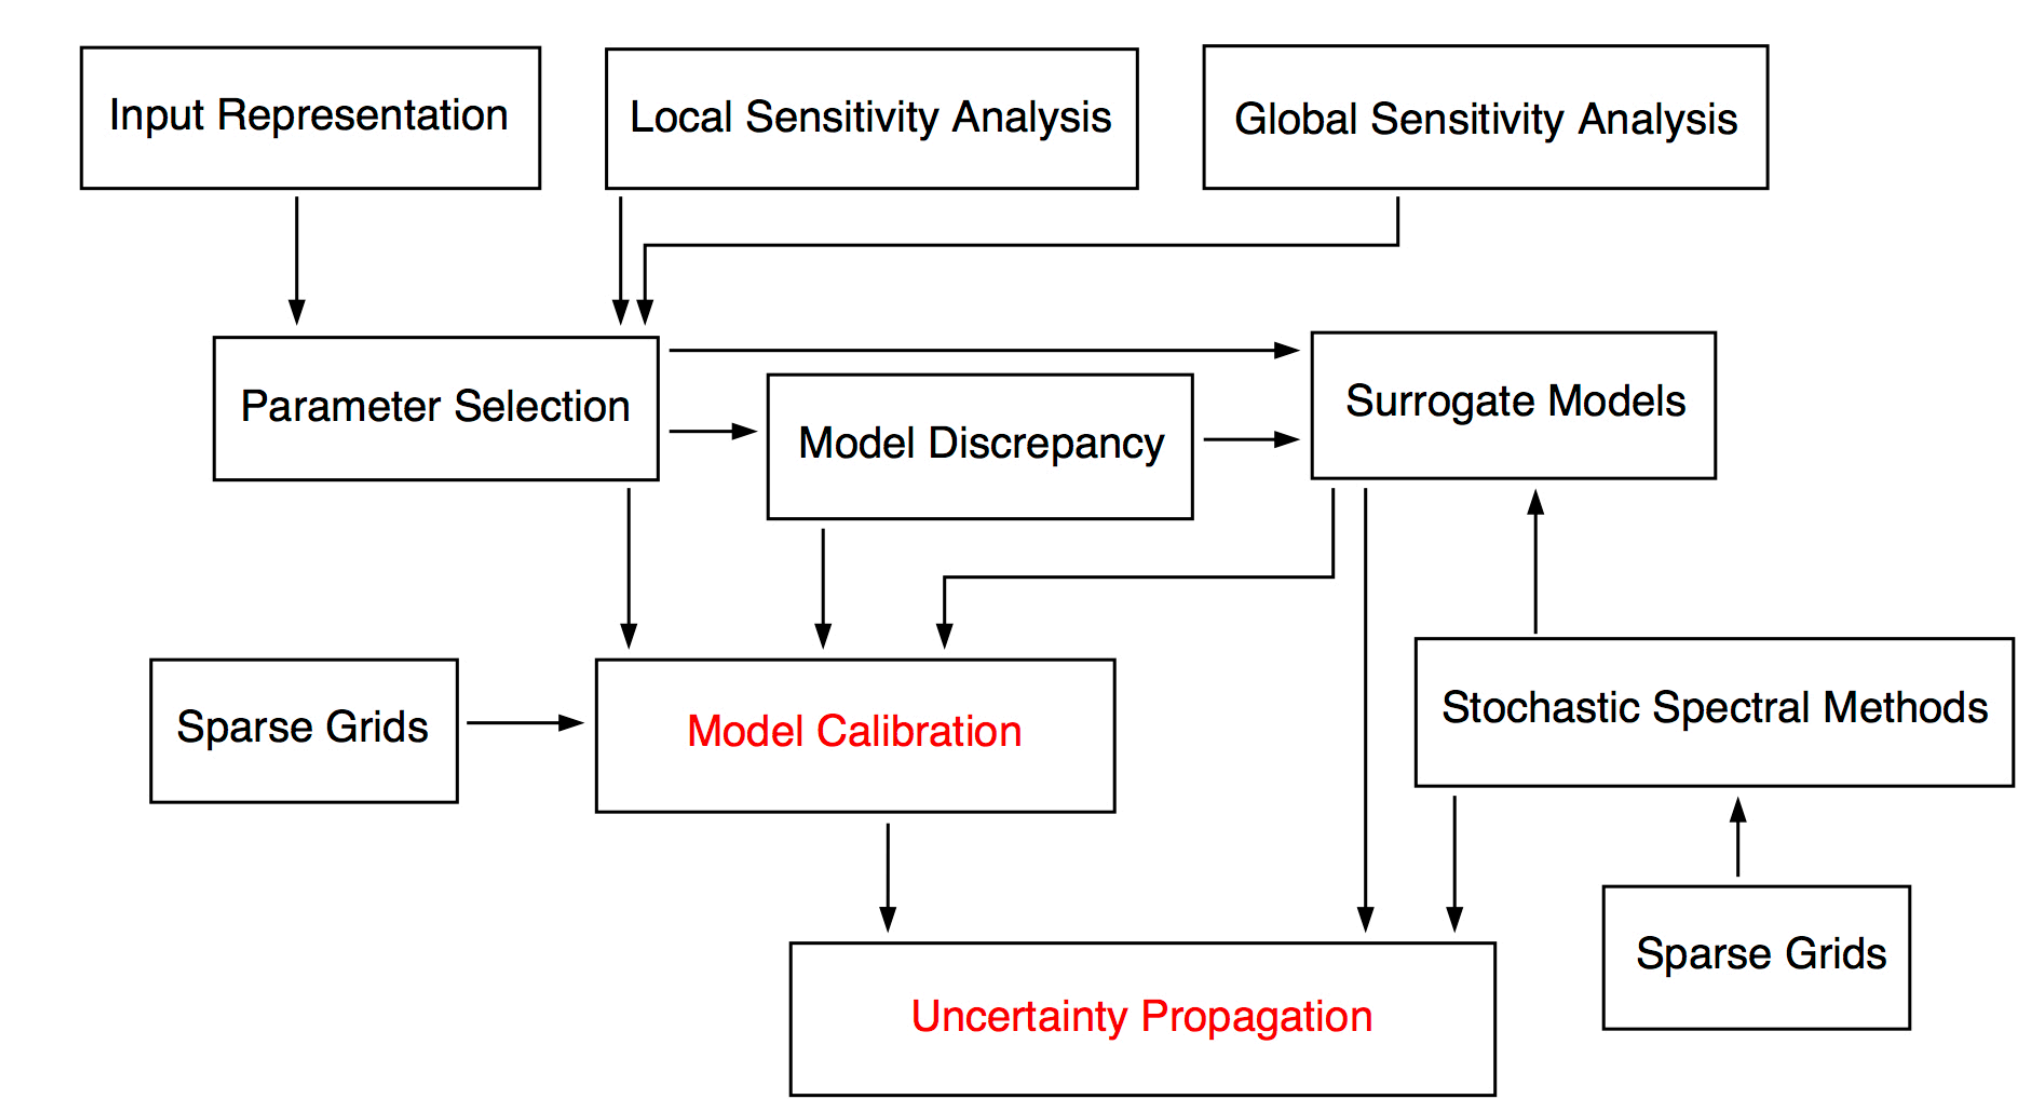 Input Representation
Local Sensitivity Analysis
Global Sensitivity Analysis
Parameter Selection
Model Discrepancy
Surrogate Models
Sparse Grids
Model Calibration
Stochastic Spectral Methods
Sparse Grids
Uncertainty Propagation